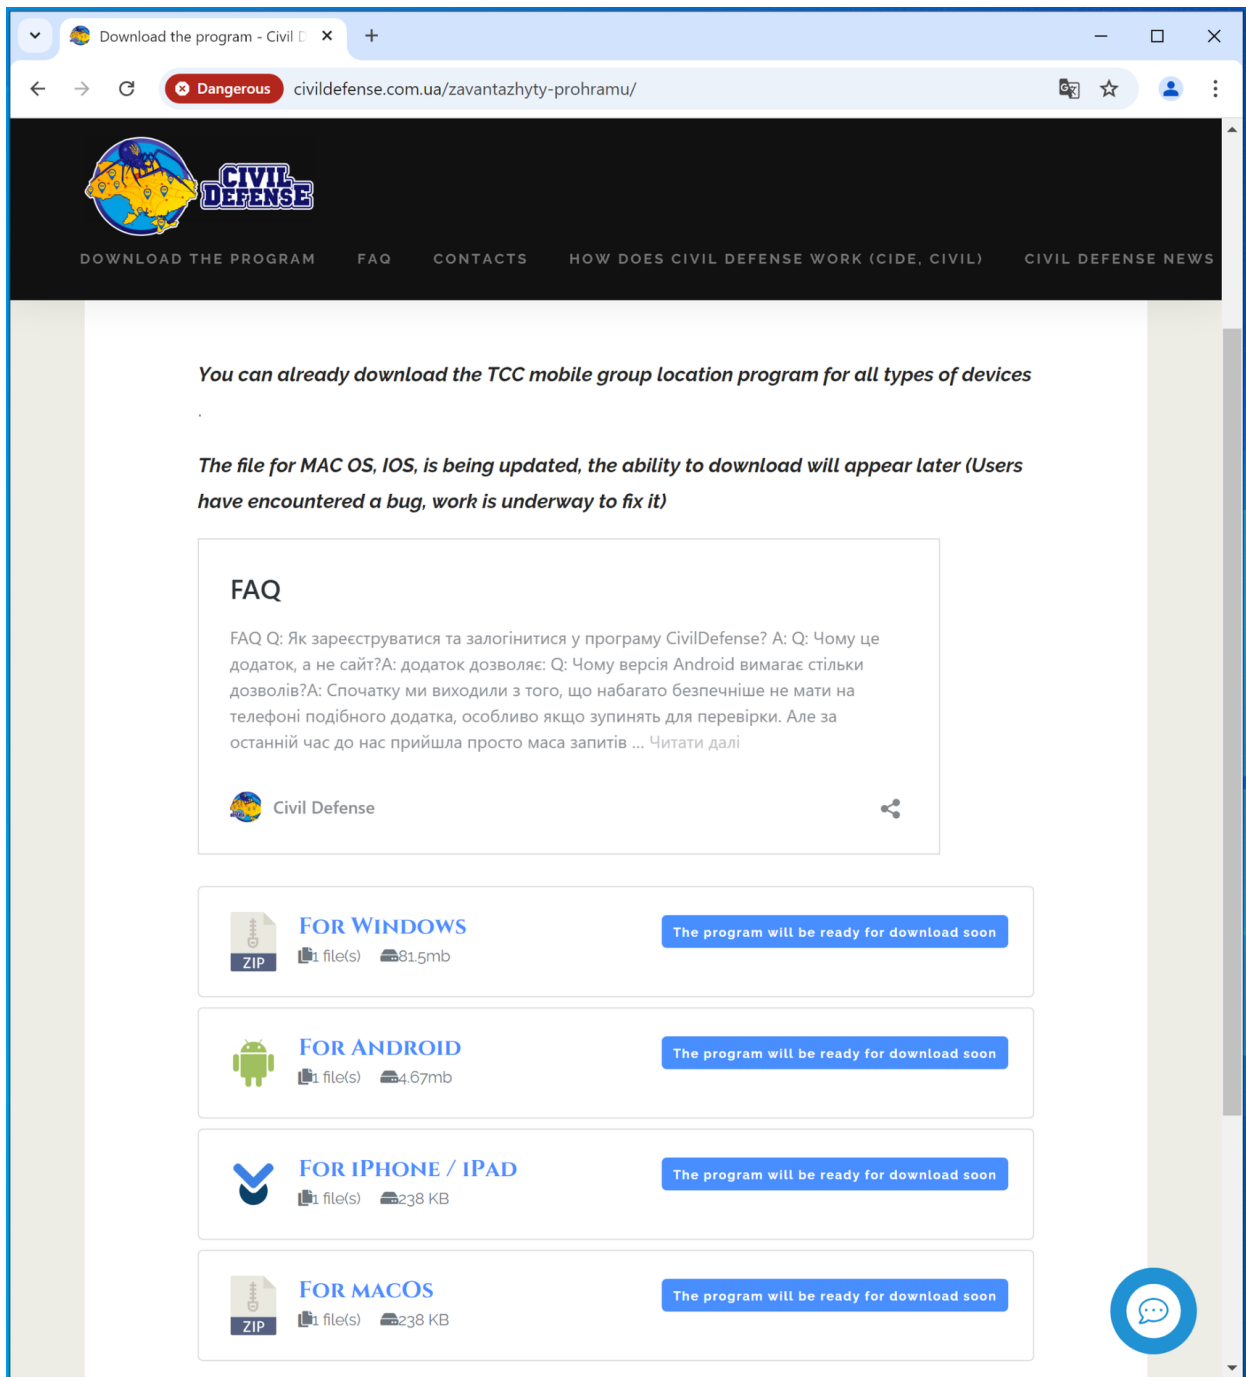 Download the program - Civil D
Dangerous
civildefense.com.ua/zavantazhyty-prohramu/
CIVIL
DEFENSE
DOWNLOAD THE PROGRAM FAQ CONTACTS HOW DOES CIVIL DEFENSE WORK (CIDE, CIVIL) CIVIL DEFENSE NEWS
You can already download the TCC mobile group location program for all types of devices
.
The file for MAC OS, IOS, is being updated, the ability to download will appear later (Users
have encountered a bug, work is underway to fix it)
FAQ
FAQ Q: Як зареєструватися та залогінитися у програму CivilDefense? A: Q: Чому це
додаток, а не сайт?A: додаток дозволяє: Q: Чому версія Android вимагає стільки
дозволів?A: Спочатку ми виходили з того, що набагато безпечніше не мати на
телефоні подібного додатка, особливо якщо зупинять для перевірки. Але за
останній час до нас прийшла просто маса запитів ... Читати далі
Civil Defense
ZIP
For Windows
1 file(s) 81.5mb
The program will be ready for download soon
For Android
1 file(s) 4.67mb
The program will be ready for download soon
For iPhone / iPad
1 file(s) 238 KB
The program will be ready for download soon
ZIP
For macOs
1 file(s) 238 KB
The program will be ready for download soon